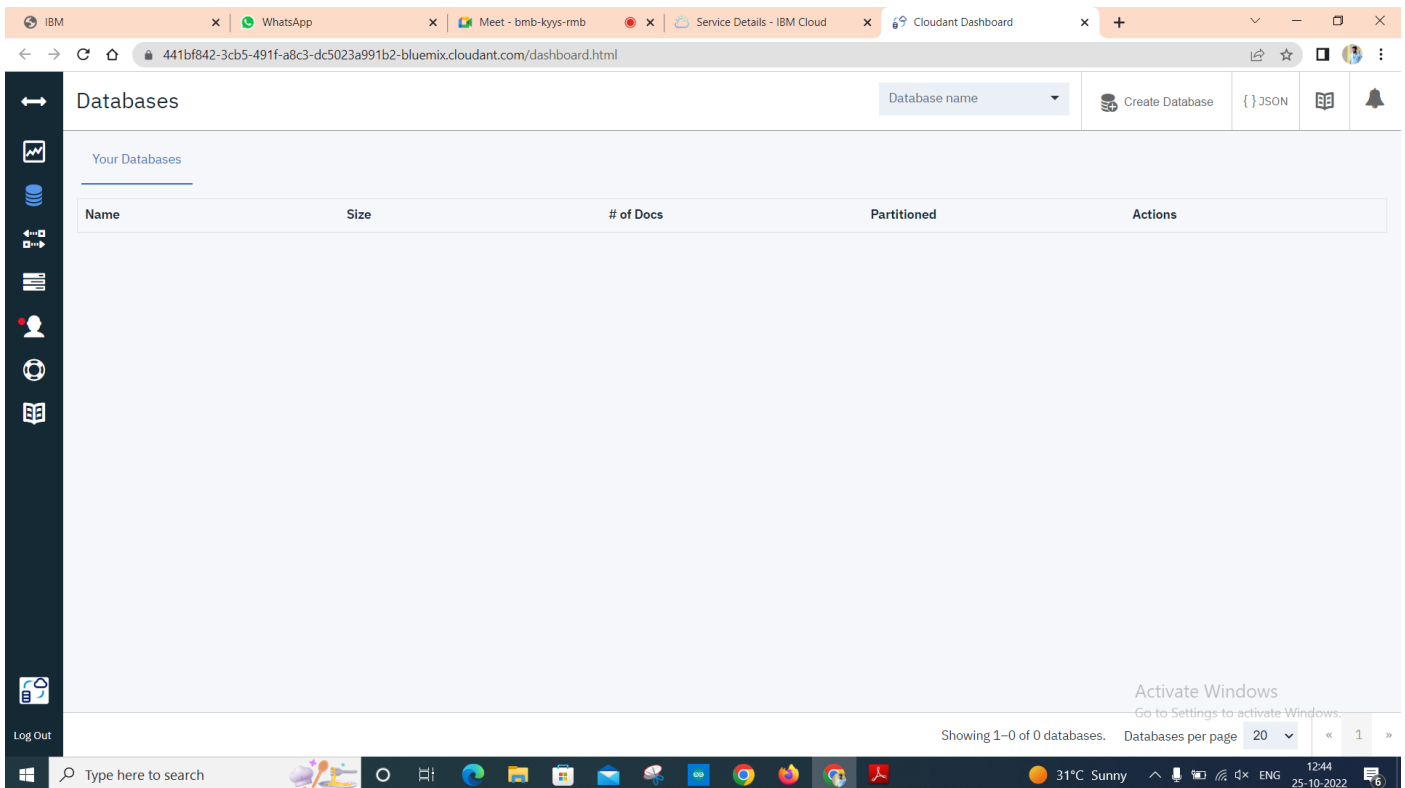 IBM
WhatsApp
Meet - bmb-kyys-rmb
Service Details - IBM Cloud
Cloudant Dashboard
441bf842-3cb5-491f-a8c3-dc5023a991b2-bluemix.cloudant.com/dashboard.html
Databases
Database name
Create Database
{ } JSON
Your Databases
Name Size # of Docs Partitioned Actions
Activate Windows
Go to Settings to activate Windows.
Showing 1–0 of 0 databases. Databases per page 20 « 1 »
Log Out
Type here to search
31°C Sunny
ENG
12:44
25-10-2022
6